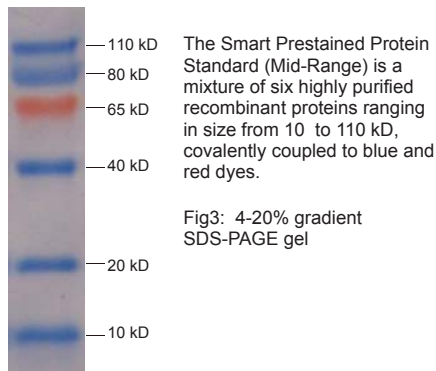 110 kD
80 kD
65 kD
40 kD
20 kD
10 kD
The Smart Prestained Protein
Standard (Mid-Range) is a
mixture of six highly purified
recombinant proteins ranging
in size from 10 to 110 kD,
covalently coupled to blue and
red dyes.
Fig3: 4-20% gradient
SDS-PAGE gel